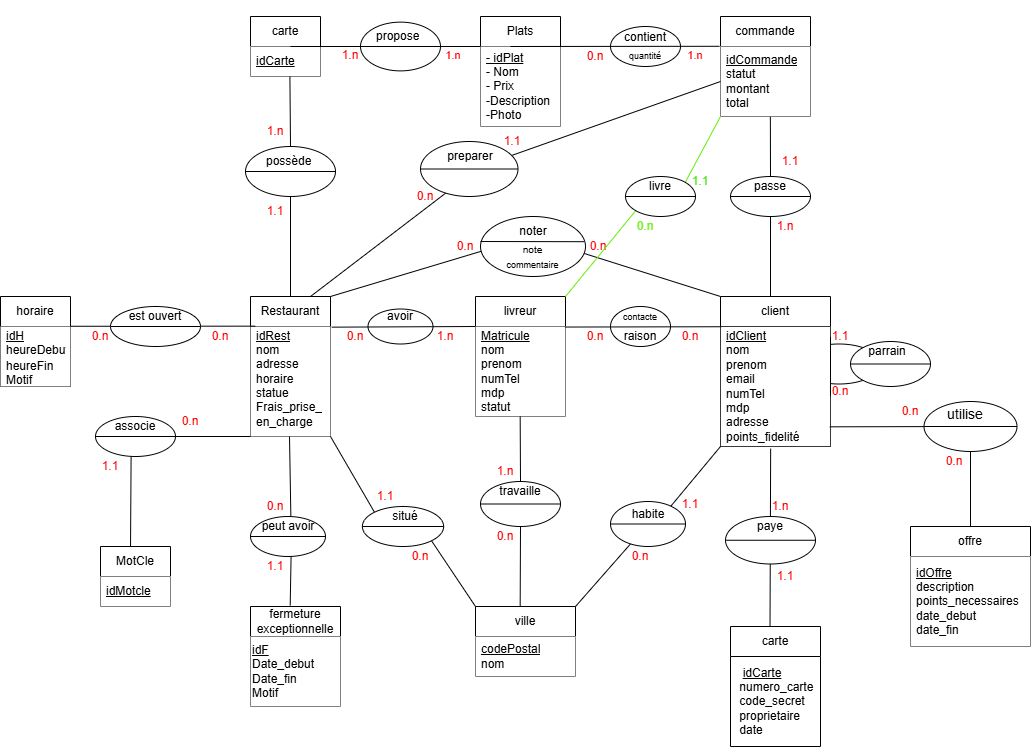 carte
idCarte
1.n
propose
1.n
Plats
- idPlat
- Nom
- Prix
-Description
-Photo
0.n
contient
quantité
1.n
commande
idCommande
statut
montant
total
1.n
possède
1.1
preparer
1.1
0.n
livre
1.1
0.n
1.1
passe
1.n
noter
note
commentaire
0.n
0.n
horaire
idH
heureDebu
heureFin
Motif
0.n
est ouvert
0.n
Restaurant
idRest
nom
adresse
horaire
statue
Frais_prise_
en_charge
0.n
avoir
1.n
livreur
Matricule
nom
prenom
numTel
mdp
statut
0.n
contacte
raison
0.n
client
idClient
nom
prenom
email
numTel
mdp
adresse
points_fidelité
1.1
parrain
0.n
associe
0.n
1.1
MotCle
idMotcle
0.n
peut avoir
1.1
fermeture
exceptionnelle
idF
Date_debut
Date_fin
Motif
1.1
situé
0.n
1.n
travaille
0.n
ville
codePostal
nom
1.1
habite
0.n
1.n
paye
1.1
carte
idCarte
numero_carte
code_secret
proprietaire
date
0.n
utilise
0.n
offre
idOffre
description
points_necessaires
date_debut
date_fin